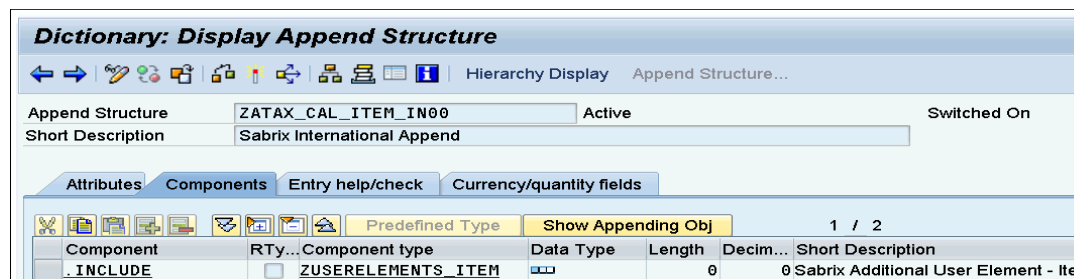 Dictionary: Display Append Structure
Hierarchy Display Append Structure...
Append Structure ZATAX_CAL_ITEM_IN00 Active Switched On
Short Description Sabrix International Append
Attributes Components Entry help/check Currency/quantity fields
Predefined Type Show Appending Obj 1 / 2
Component RTy... Component type Data Type Length Decim... Short Description
.INCLUDE ZUSERELEMENTS_ITEM 0 0 Sabrix Additional User Element - Ite